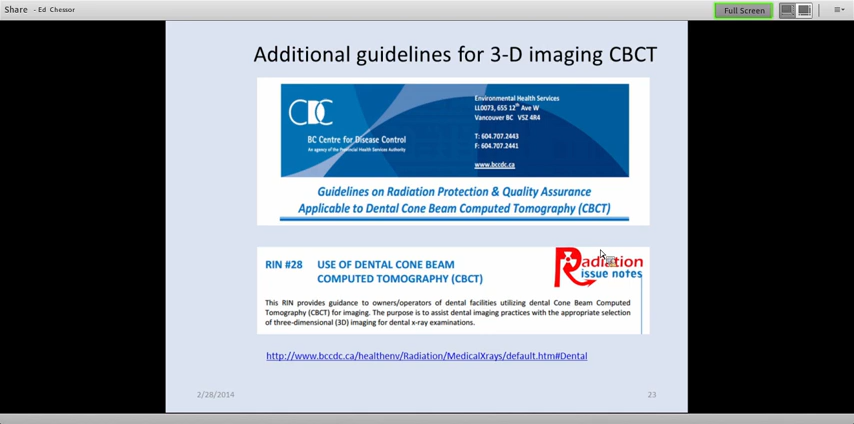 Share - Ed Chessor
Full Screen
Additional guidelines for 3-D imaging CBCT
CDC
BC Centre for Disease Control
An agency of the Provincial Health Services Authority
Environmental Health Services
LL0073, 655 12th Ave W
Vancouver BC V5Z 4R4
T: 604.707.2443
F: 604.707.2441
www.bccdc.ca
Guidelines on Radiation Protection & Quality Assurance
Applicable to Dental Cone Beam Computed Tomography (CBCT)
RIN #28 USE OF DENTAL CONE BEAM
COMPUTED TOMOGRAPHY (CBCT)
Radiation
issue notes
This RIN provides guidance to owners/operators of dental facilities utilizing dental Cone Beam Computed
Tomography (CBCT) for imaging. The purpose is to assist dental imaging practices with the appropriate selection
of three-dimensional (3D) imaging for dental x-ray examinations.
http://www.bccdc.ca/healthenv/Radiation/MedicalXrays/default.htm#Dental
2/28/2014
23